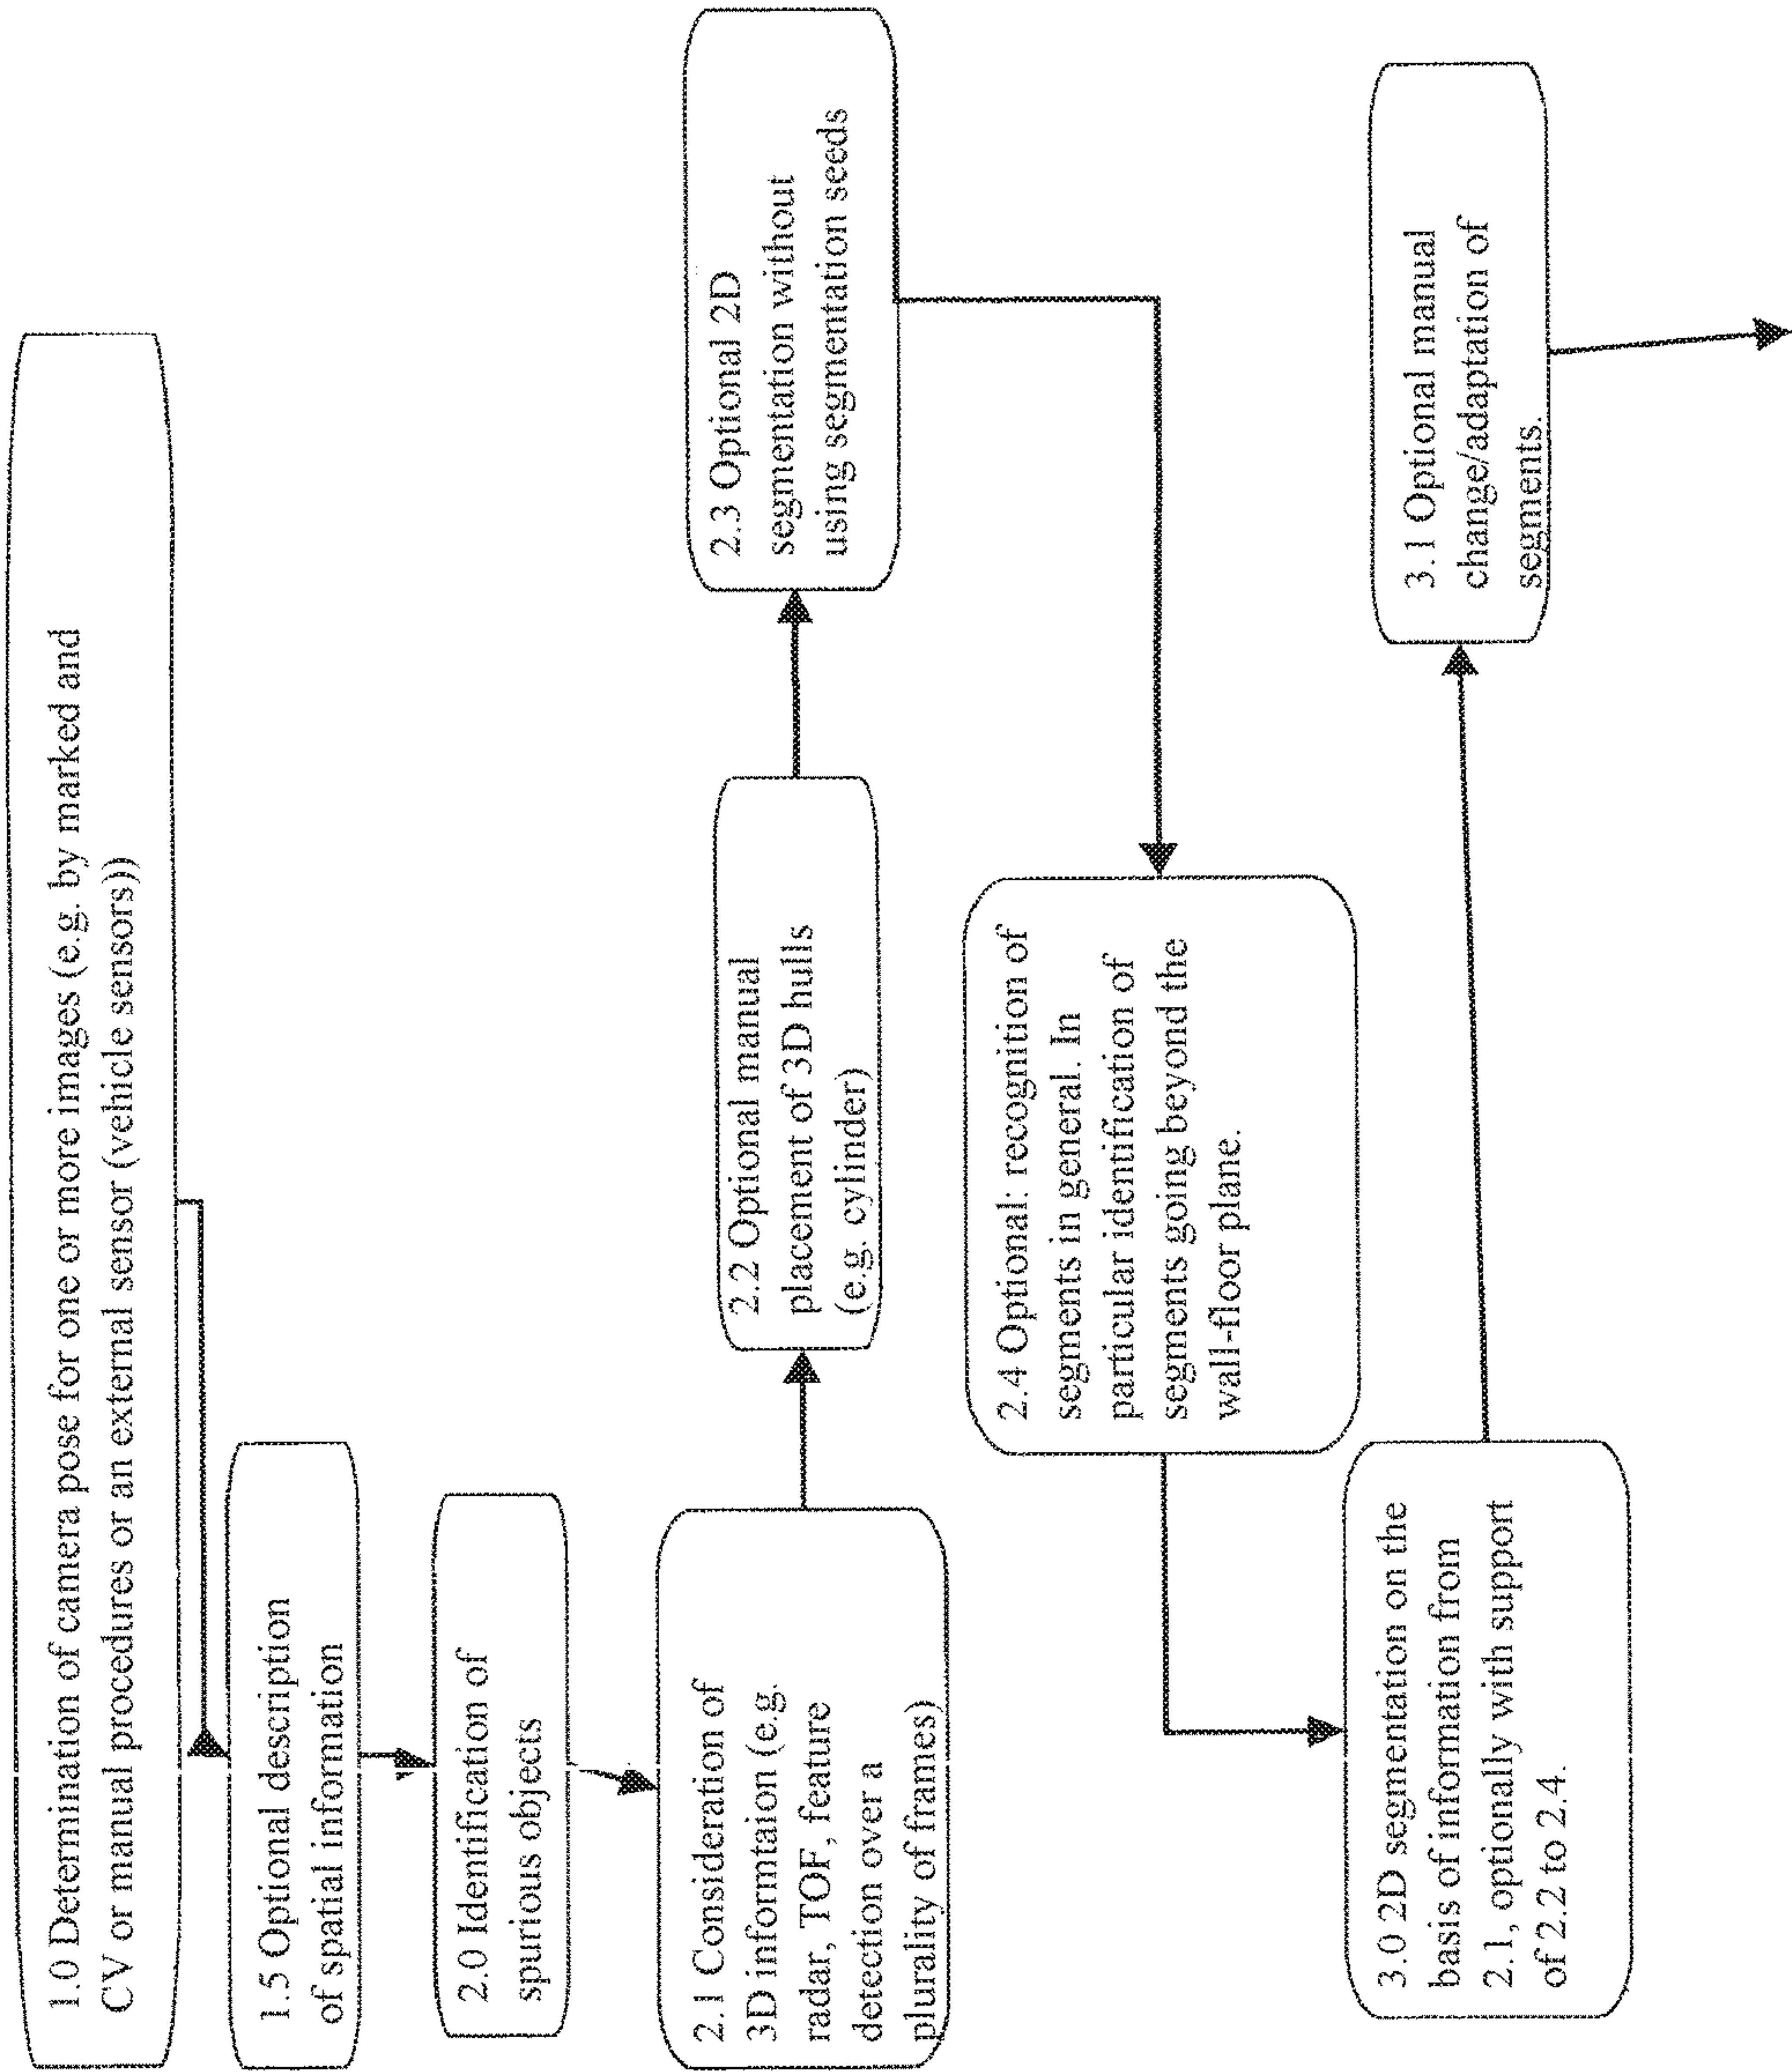 1.0 Determination of camera pose for one or more images (e.g. by marked and
CV or manual procedures or an external sensor (vehicle sensors))
1.5 Optional description
of spatial information
2.0 Identification of
spurious objects
2.1 Consideration of
3D informtaion (e.g.
radar, TOF, feature
detection over a
plurality of frames)
2.2 Optional manual
placement of 3D hulls
(e.g. cylinder)
2.3 Optional 2D
segmentation without
using segmentation seeds
2.4 Optional: recognition of
segments in general. In
particular identification of
segments going beyond the
wall-floor plane.
3.0 2D segmentation on the
basis of information from
2.1, optionally with support
of 2.2 to 2.4.
3.1 Optional manual
change/adaptation of
segments.